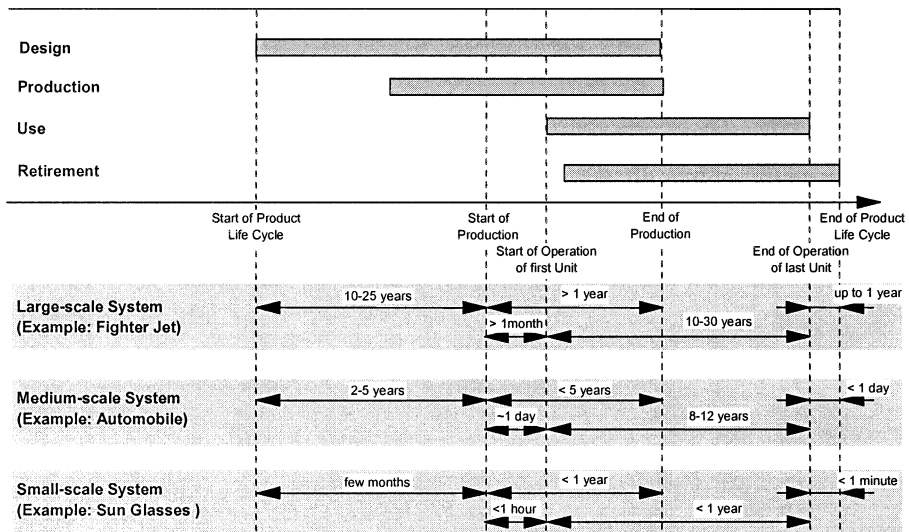 Design
Production
Use
Retirement
Start of Product
Life Cycle
Start of
Production
Start of Operation
of first Unit
End of
Production
End of Operation
of last Unit
End of Product
Life Cycle
Large-scale System
(Example: Fighter Jet)
10-25 years
> 1 year
up to 1 year
> 1month
10-30 years
Medium-scale System
(Example: Automobile)
2-5 years
< 5 years
< 1 day
~1 day
8-12 years
Small-scale System
(Example: Sun Glasses )
few months
< 1 year
< 1 minute
<1 hour
< 1 year